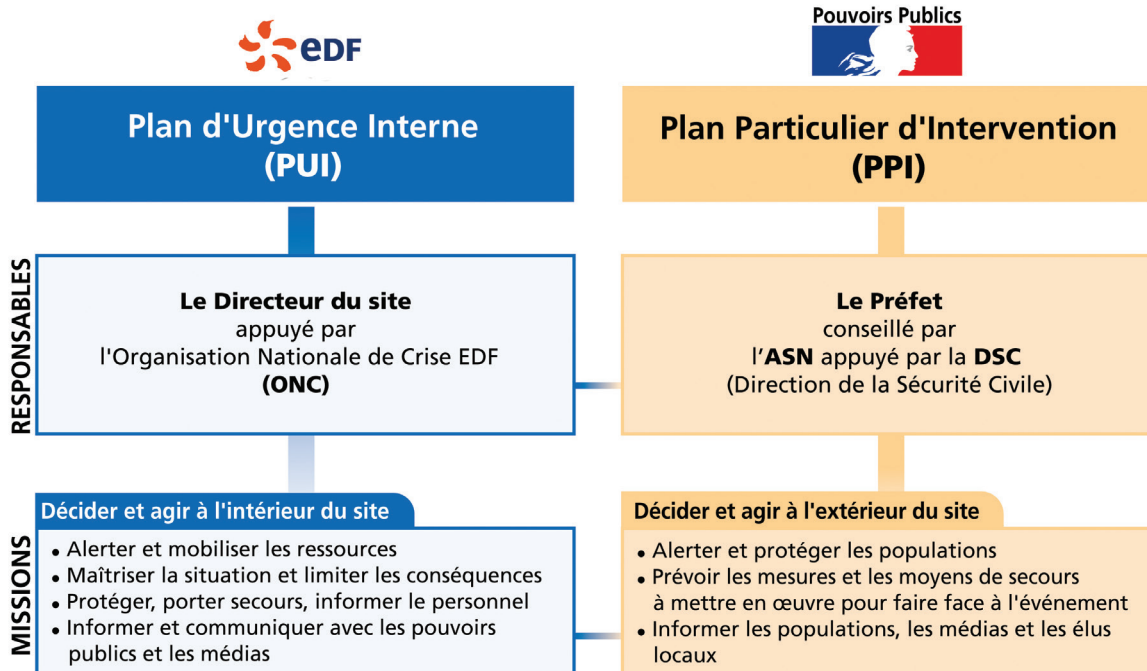 eDF
Pouvoirs Publics
Plan d'Urgence Interne
(PUI)
Plan Particulier d'Intervention
(PPI)
RESPONSABLES
Le Directeur du site
appuyé par
l'Organisation Nationale de Crise EDF
(ONC)
Le Préfet
conseillé par
l'ASN appuyé par la DSC
(Direction de la Sécurité Civile)
MISSIONS
Décider et agir à l'intérieur du site
• Alerter et mobiliser les ressources
• Maîtriser la situation et limiter les conséquences
• Protéger, porter secours, informer le personnel
• Informer et communiquer avec les pouvoirs
publics et les médias
Décider et agir à l'extérieur du site
• Alerter et protéger les populations
• Prévoir les mesures et les moyens de secours
à mettre en œuvre pour faire face à l'événement
• Informer les populations, les médias et les élus
locaux